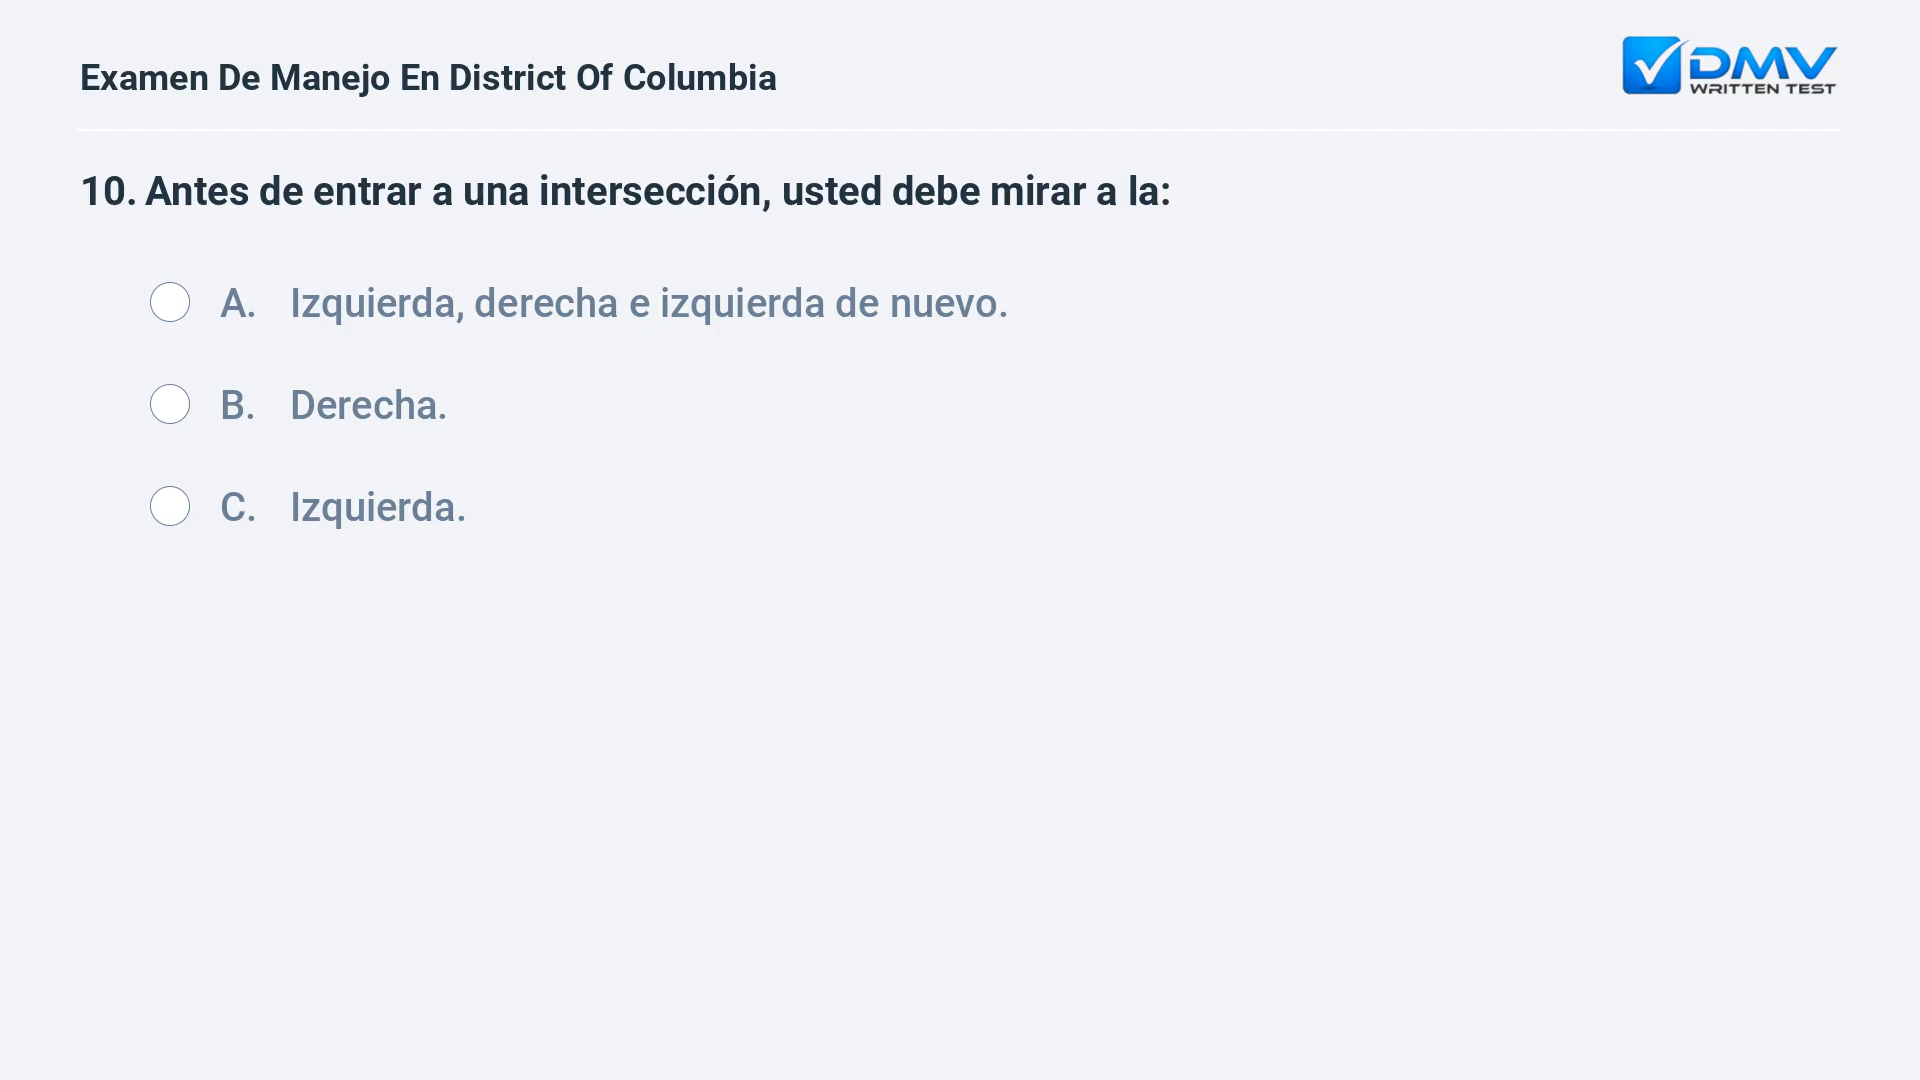 Examen De Manejo En District Of Columbia
DMV
WRITTEN TEST
10. Antes de entrar a una intersección, usted debe mirar a la:
A. Izquierda, derecha e izquierda de nuevo.
B. Derecha.
C. Izquierda.